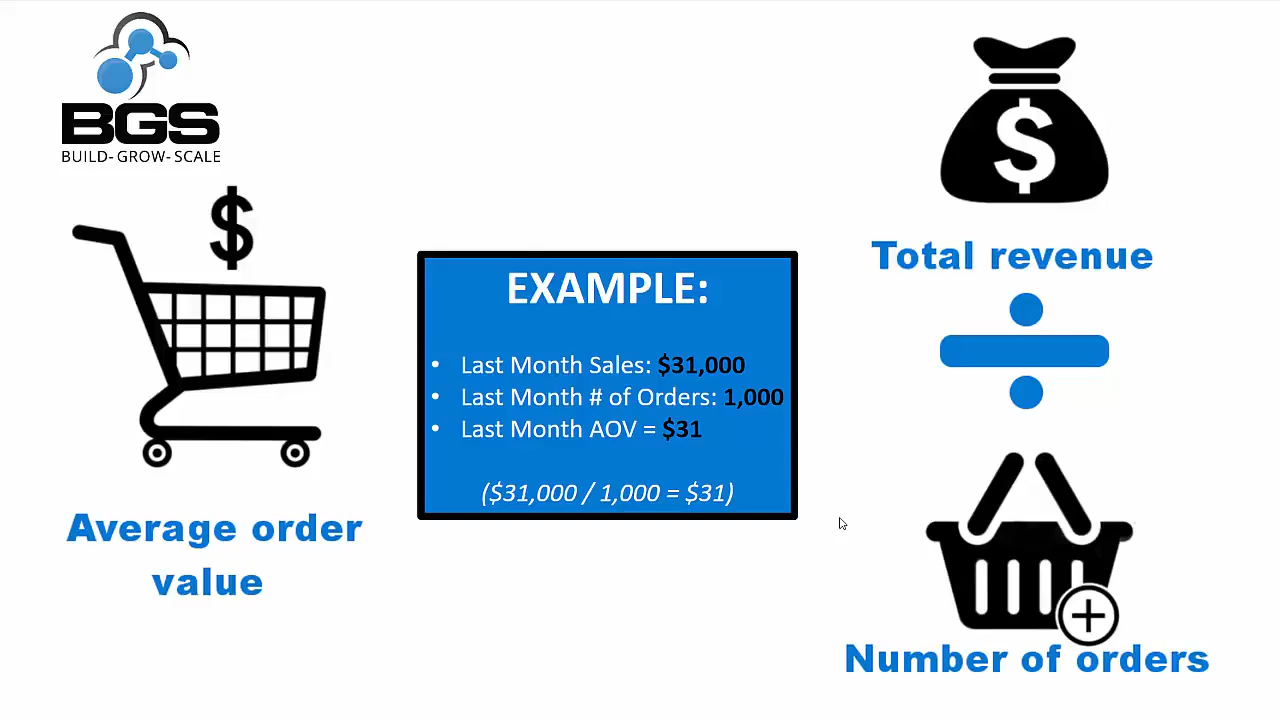 BGS
BUILD-GROW-SCALE
$
Average order
value
EXAMPLE:
• Last Month Sales: $31,000
• Last Month # of Orders: 1,000
• Last Month AOV = $31
($31,000 / 1,000 = $31)
$
Total revenue
Number of orders